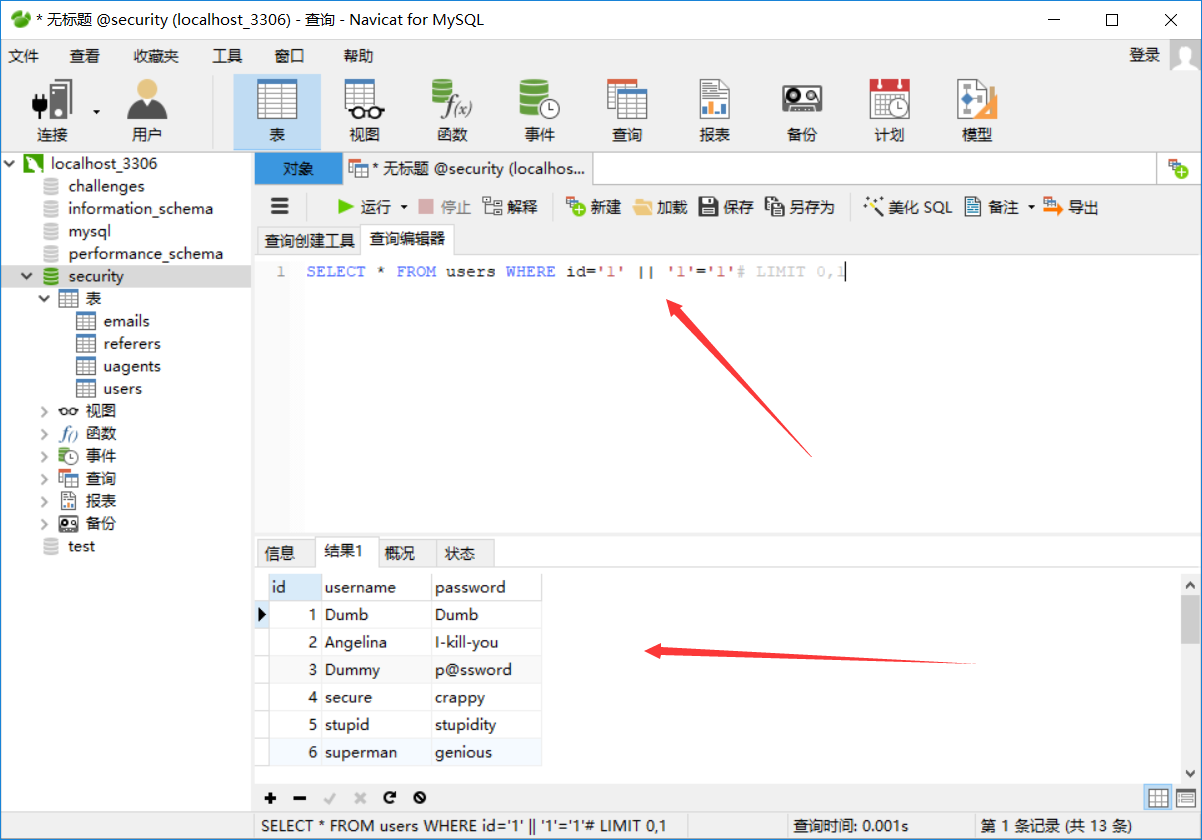 * 无标题 @security (localhost_3306) - 查询 - Navicat for MySQL
文件 查看 收藏夹 工具 窗口 帮助 登录
连接 用户 表 视图 函数 事件 查询 报表 备份 计划 模型
localhost_3306
challenges
information_schema
mysql
performance_schema
security
表
emails
referers
uagents
users
视图
函数
事件
查询
报表
备份
test
对象 * 无标题 @security (localhos...
运行 停止 解释 新建 加载 保存 另存为 美化 SQL 备注 导出
查询创建工具 查询编辑器
1 SELECT * FROM users WHERE id='1' || '1'='1'# LIMIT 0,1
信息 结果1 概况 状态
id username password
1 Dumb Dumb
2 Angelina I-kill-you
3 Dummy p@ssword
4 secure crappy
5 stupid stupidity
6 superman genious
SELECT * FROM users WHERE id='1' || '1'='1'# LIMIT 0,1 查询时间: 0.001s 第 1 条记录 (共 13 条)